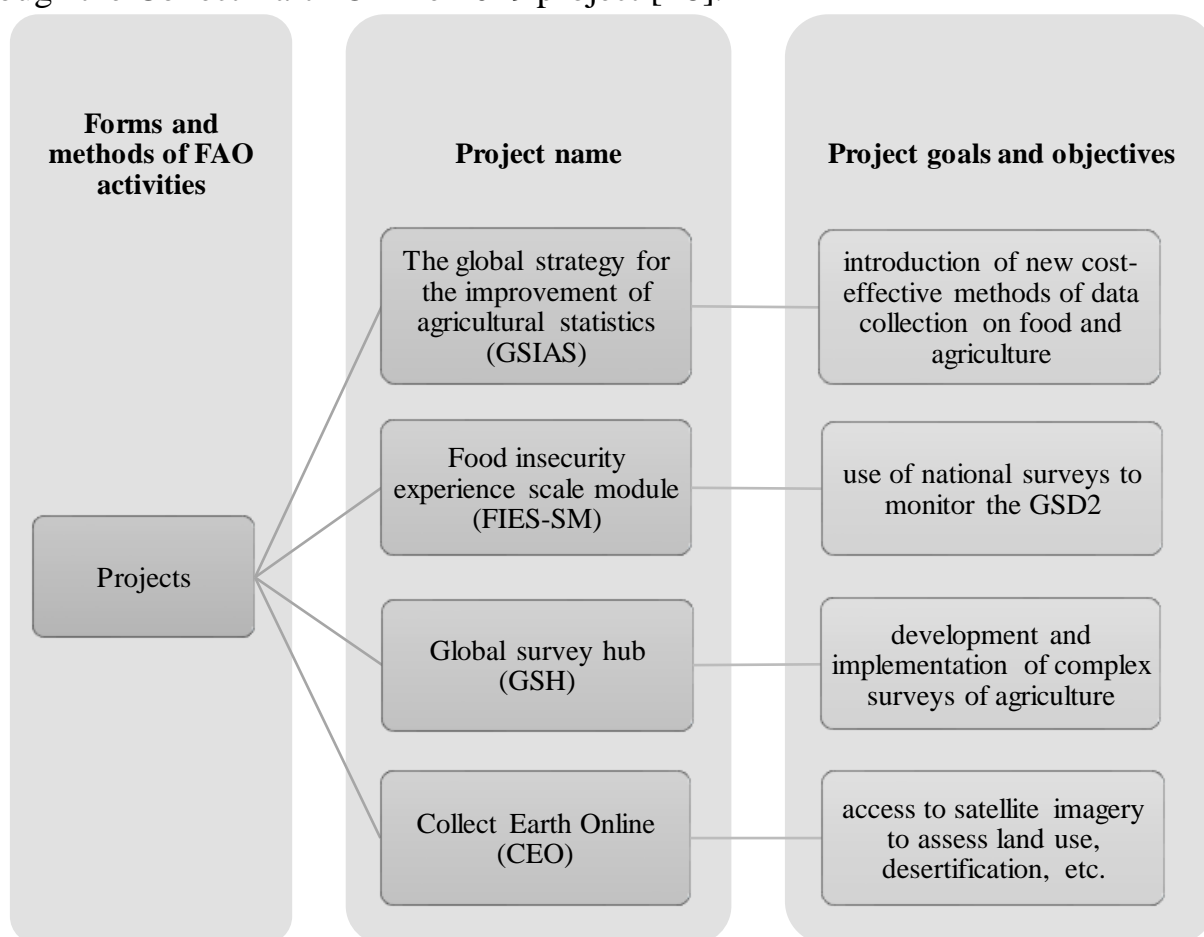 Forms and
methods of FAO
activities
Project name
Project goals and objectives
Projects
The global strategy for
the improvement of
agricultural statistics
(GSIAS)
introduction of new cost-
effective methods of data
collection on food and
agriculture
Food insecurity
experience scale module
(FIES-SM)
use of national surveys to
monitor the GSD2
Global survey hub
(GSH)
development and
implementation of complex
surveys of agriculture
Collect Earth Online
(CEO)
access to satellite imagery
to assess land use,
desertification, etc.